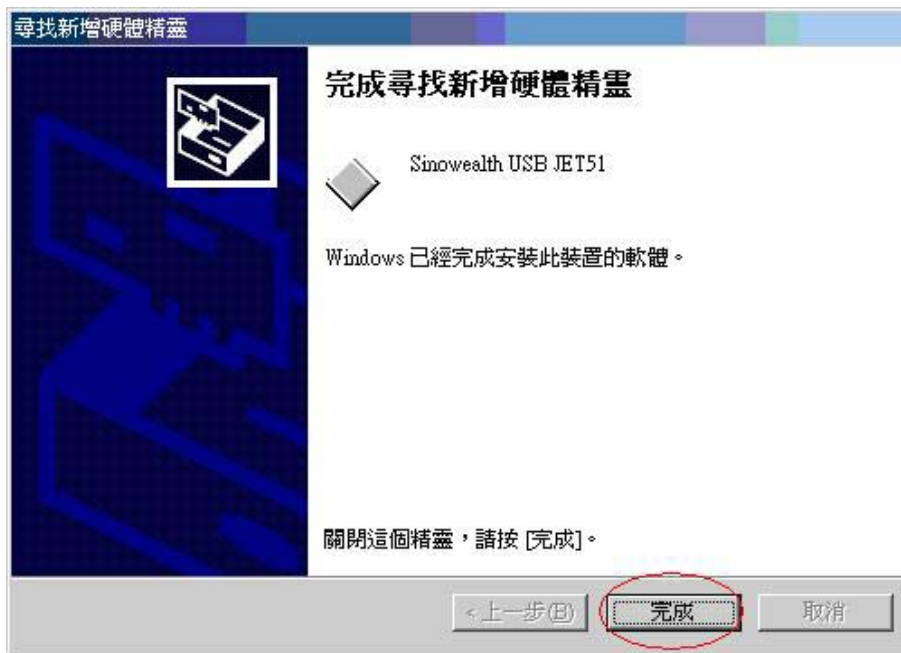 尋找新增硬體精靈
完成尋找新增硬體精靈
Sinowealth USB JET51
Windows 已經完成安裝此裝置的軟體。
關閉這個精靈，請按 [完成]。
< 上一步(B)
完成
取消